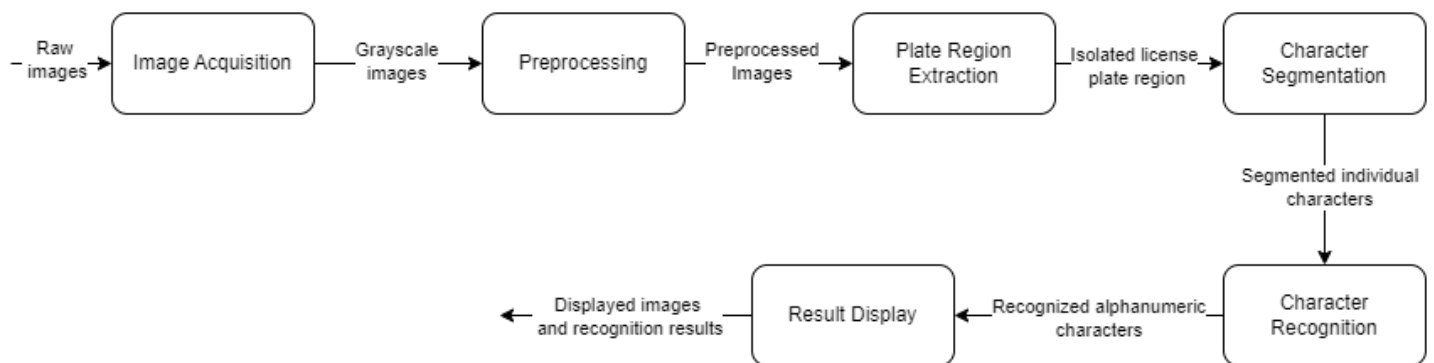 Raw
images
Image Acquisition
Grayscale
images
Preprocessing
Preprocessed
Images
Plate Region
Extraction
Isolated license
plate region
Character
Segmentation
Segmented individual
characters
Character
Recognition
Recognized alphanumeric
characters
Result Display
Displayed images
and recognition results